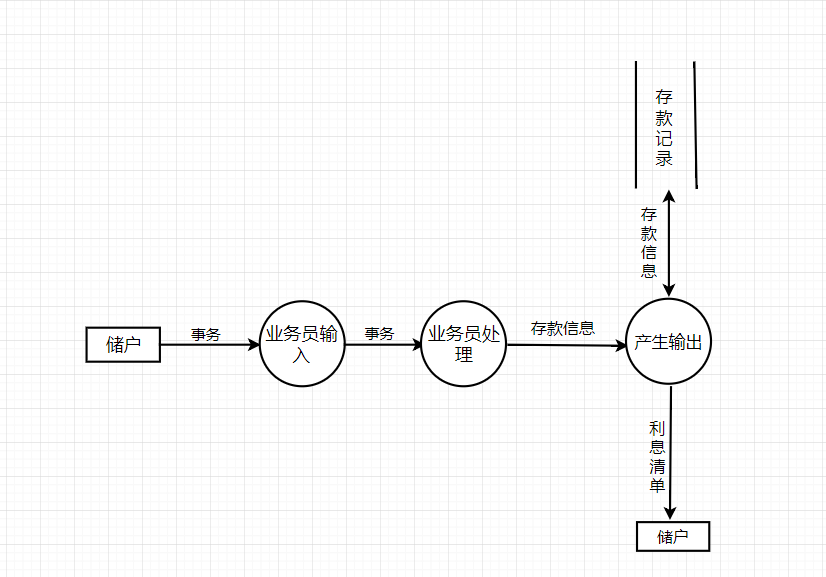 存
款
记
录
存
款
信
息
储户
事务
业务员输
入
事务
业务员处
理
存款信息
产生输出
利
息
清
单
储户